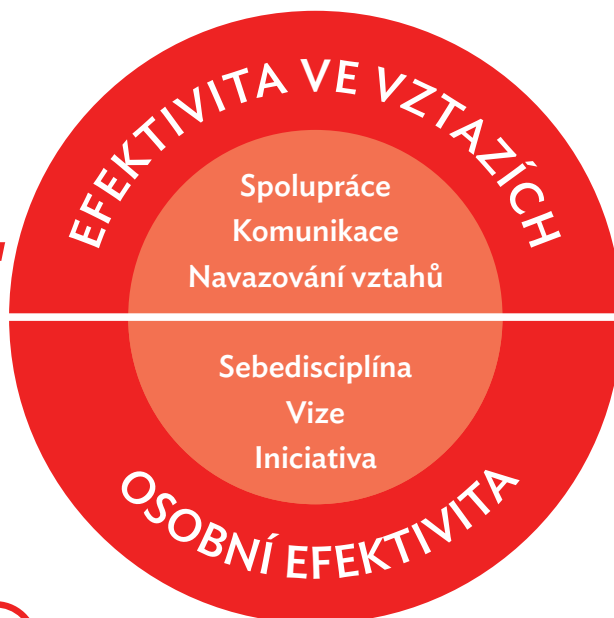 EFEKTIVITA VE VZTAZÍCH
Spolupráce
Komunikace
Navazování vztahů
Sebedisciplína
Vize
Iniciativa
OSOBNÍ EFEKTIVITA